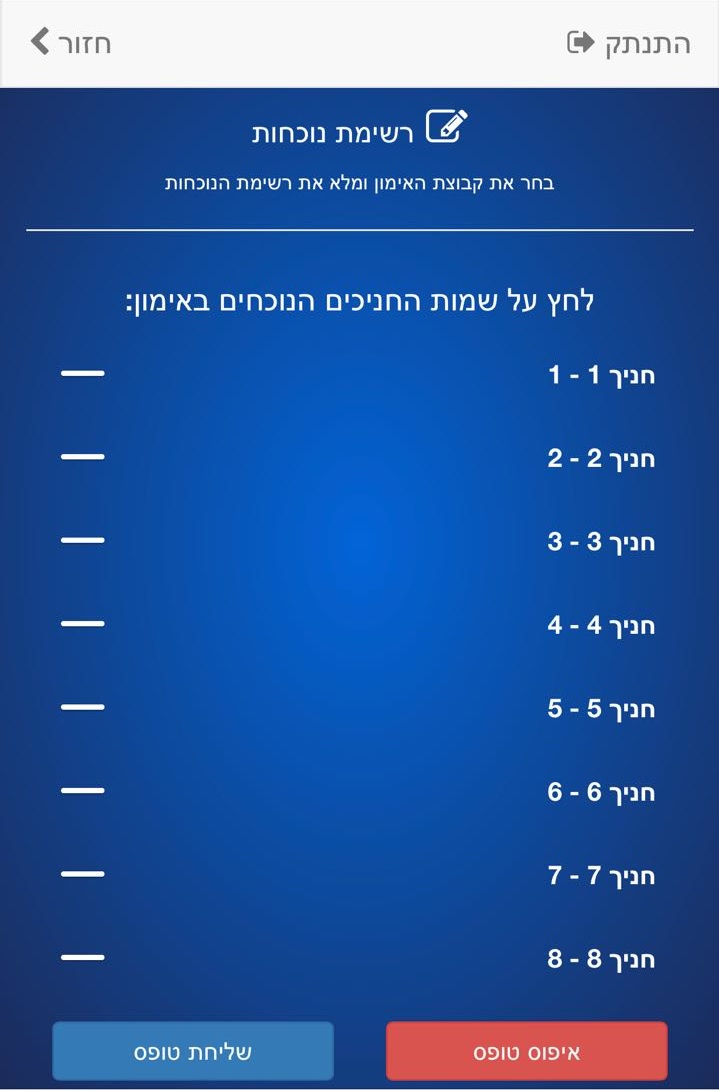 התנתק
חזור
רשימת נוכחות
בחר את קבוצת האימון ומלא את רשימת הנוכחות
לחץ על שמות החניכים הנוכחים באימון:
חניך 1 - 1
חניך 2 - 2
חניך 3 - 3
חניך 4 - 4
חניך 5 - 5
חניך 6 - 6
חניך 7 - 7
חניך 8 - 8
איפוס טופס
שליחת טופס